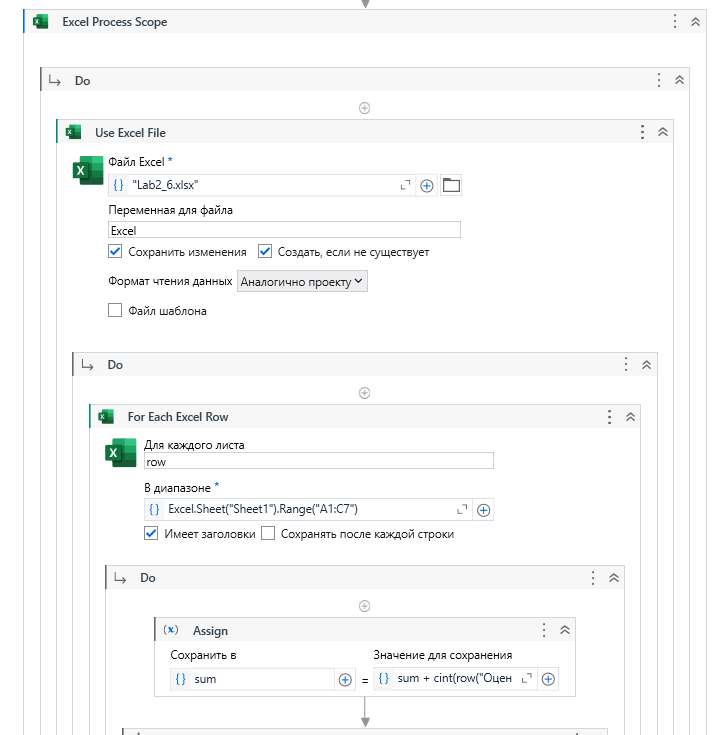 Excel Process Scope
Do
Use Excel File
Файл Excel *
{} "Lab2_6.xlsx"
Переменная для файла
Excel
Сохранить изменения Создать, если не существует
Формат чтения данных Аналогично проекту
Файл шаблона
Do
For Each Excel Row
Для каждого листа
row
В диапазоне *
{} Excel.Sheet("Sheet1").Range("A1:C7")
Имеет заголовки Сохранять после каждой строки
Do
(x) Assign
Сохранить в Значение для сохранения
{} sum = {} sum + cint(row("Оцен